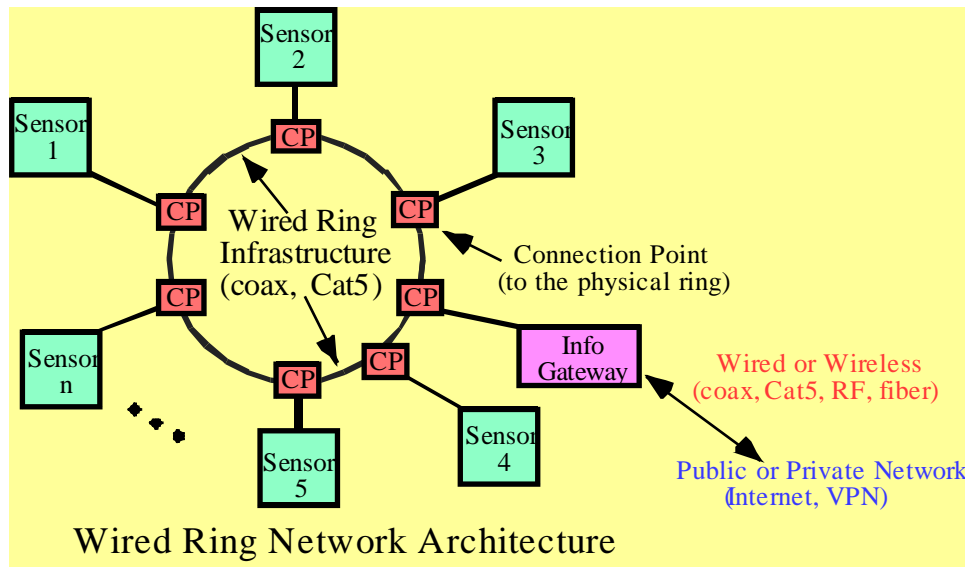 Sensor
2
Sensor
1
Sensor
3
CP
CP
CP
Wired Ring
Infrastructure
(coax, Cat5)
Connection Point
(to the physical ring)
CP
CP
Sensor
n
Info
Gateway
Wired or Wireless
(coax, Cat5, RF, fiber)
CP
CP
Sensor
4
Sensor
5
Public or Private Network
(Internet, VPN)
Wired Ring Network Architecture